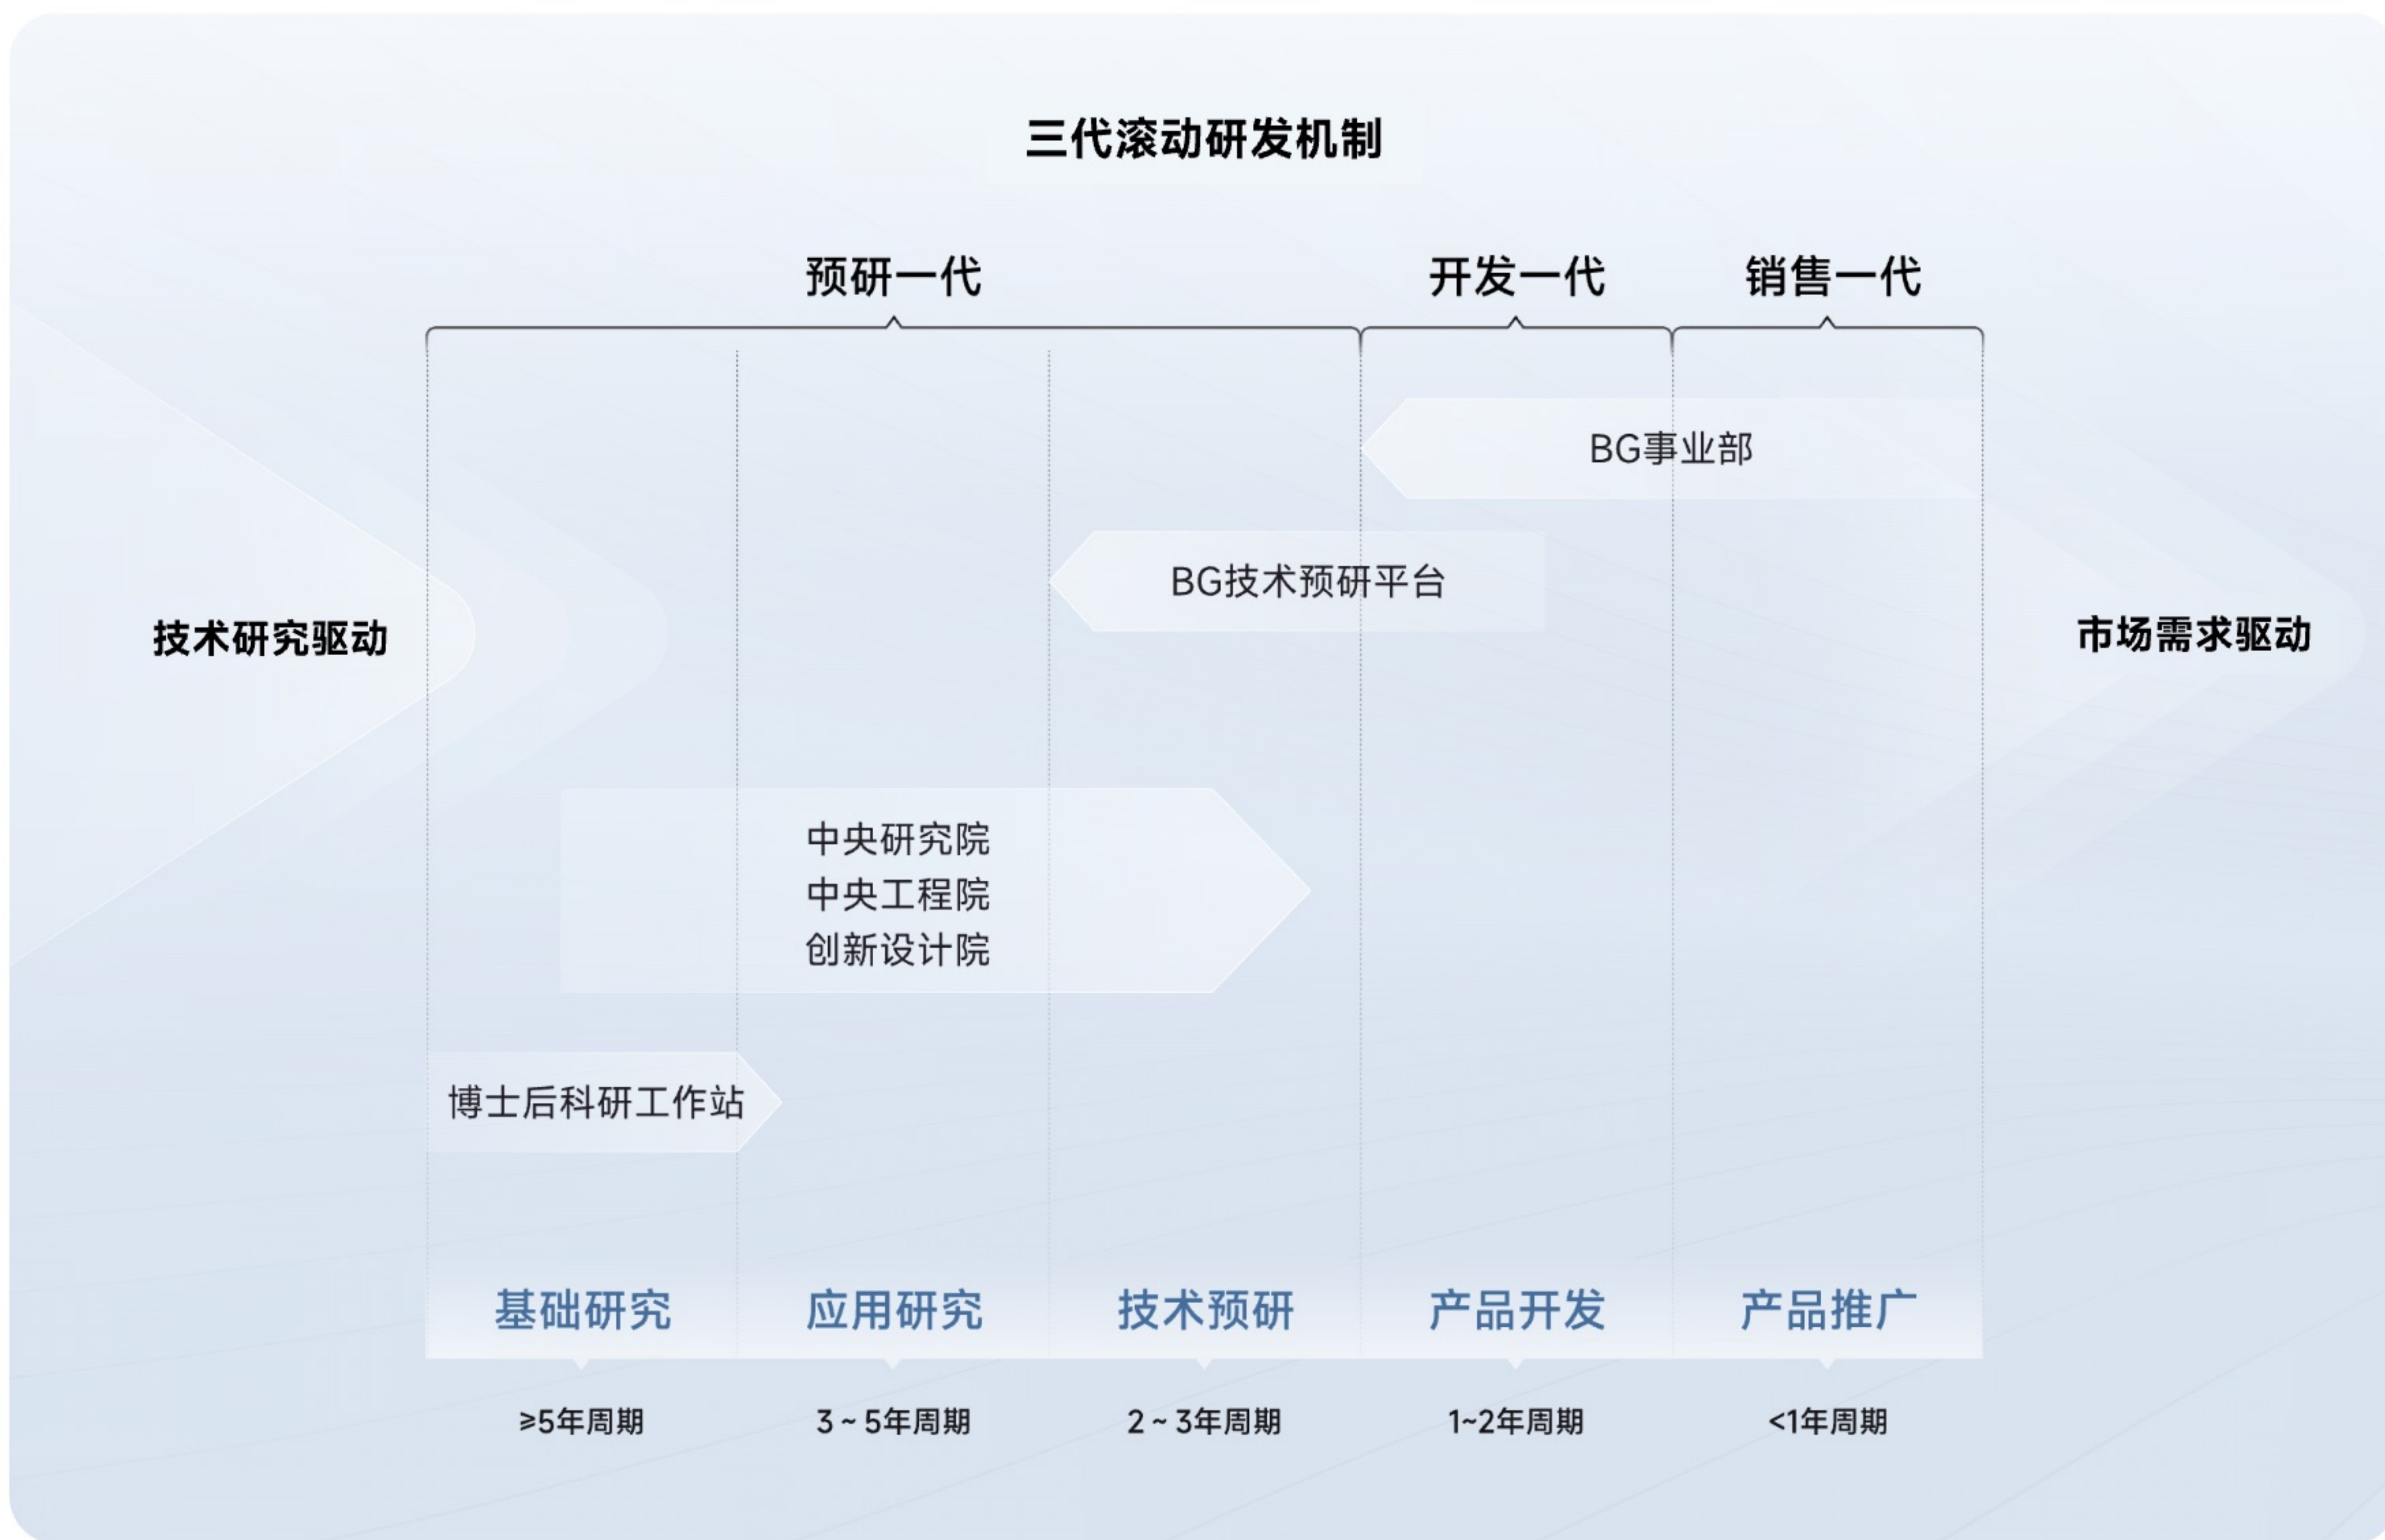 三代滚动研发机制
预研一代
开发一代
销售一代
BG事业部
BG技术预研平台
技术研究驱动
市场需求驱动
中央研究院
中央工程院
创新设计院
博士后科研工作站
基础研究
应用研究
技术预研
产品开发
产品推广
≥5年周期
3 ~ 5年周期
2 ~ 3年周期
1~2年周期
<1年周期